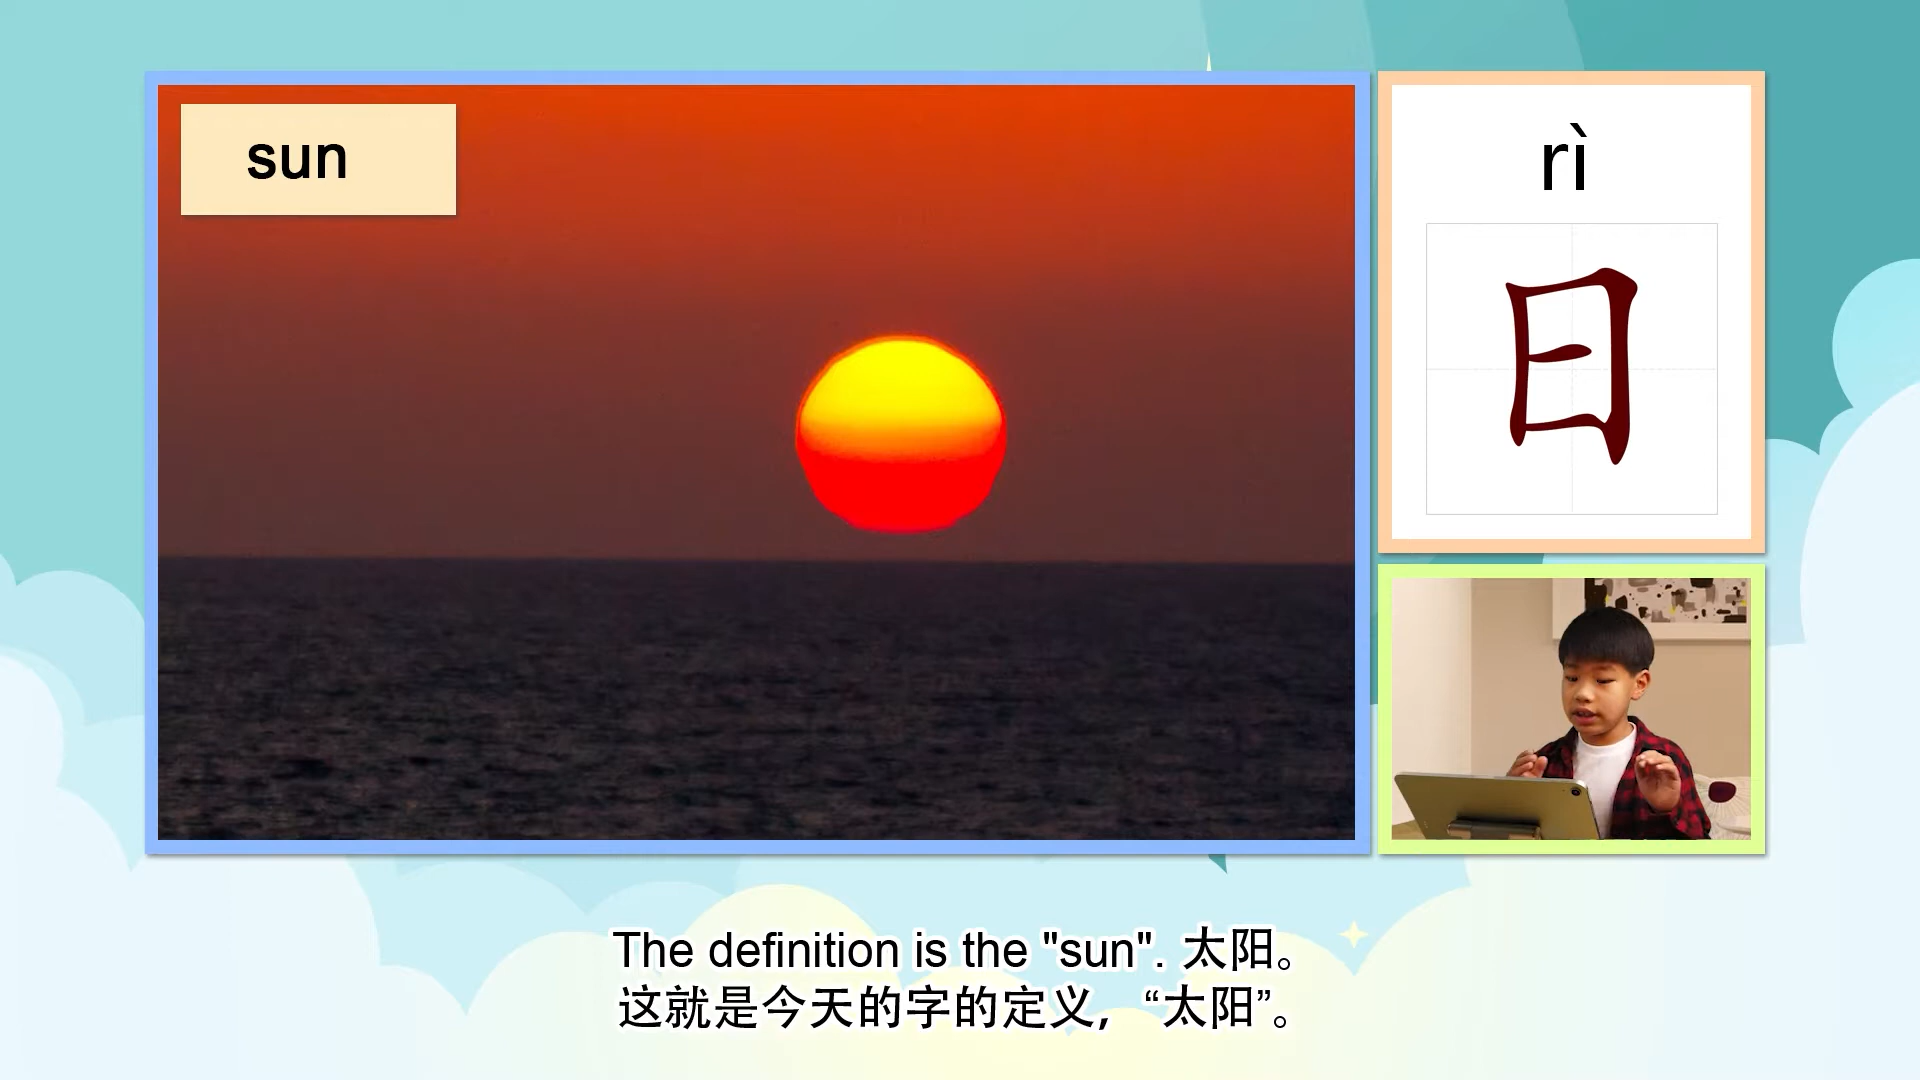 sun
rì
日
The definition is the "sun". 太阳。
这就是今天的字的定义，“太阳”。